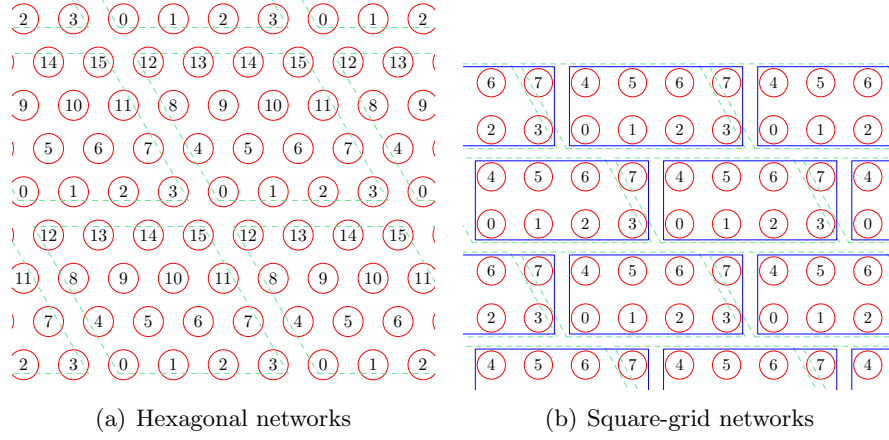 2 3 0 1 2 3 0 1 2
14 15 12 13 14 15 12 13
9 10 11 8 9 10 11 8 9
5 6 7 4 5 6 7 4
0 1 2 3 0 1 2 3 0
12 13 14 15 12 13 14 15
11 8 9 10 11 8 9 10 11
7 4 5 6 7 4 5 6
2 3 0 1 2 3 0 1 2
(a) Hexagonal networks
6 7 4 5 6 7 4 5 6
2 3 0 1 2 3 0 1 2
4 5 6 7 4 5 6 7 4
0 1 2 3 0 1 2 3 0
6 7 4 5 6 7 4 5 6
2 3 0 1 2 3 0 1 2
4 5 6 7 4 5 6 7 4
(b) Square-grid networks